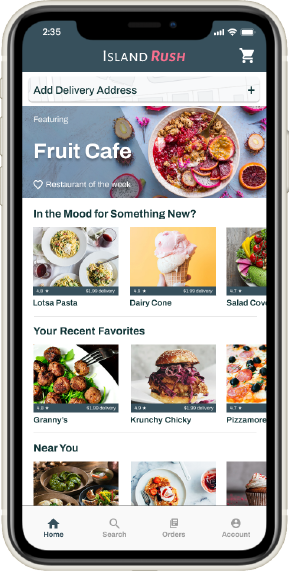 2:35
ISLAND RUSH
Add Delivery Address +
Featuring
Fruit Cafe
Restaurant of the week
In the Mood for Something New?
4.8 ★ $1.99 delivery
4.8 ★ $1.99 delivery
4.7 ★
Lotsa Pasta
Dairy Cone
Salad Cove
Your Recent Favorites
4.9 ★ $1.99 delivery
4.9 ★ $1.99 delivery
4.7 ★
Granny's
Krunchy Chicky
Pizzamore
Near You
Home
Search
Orders
Account